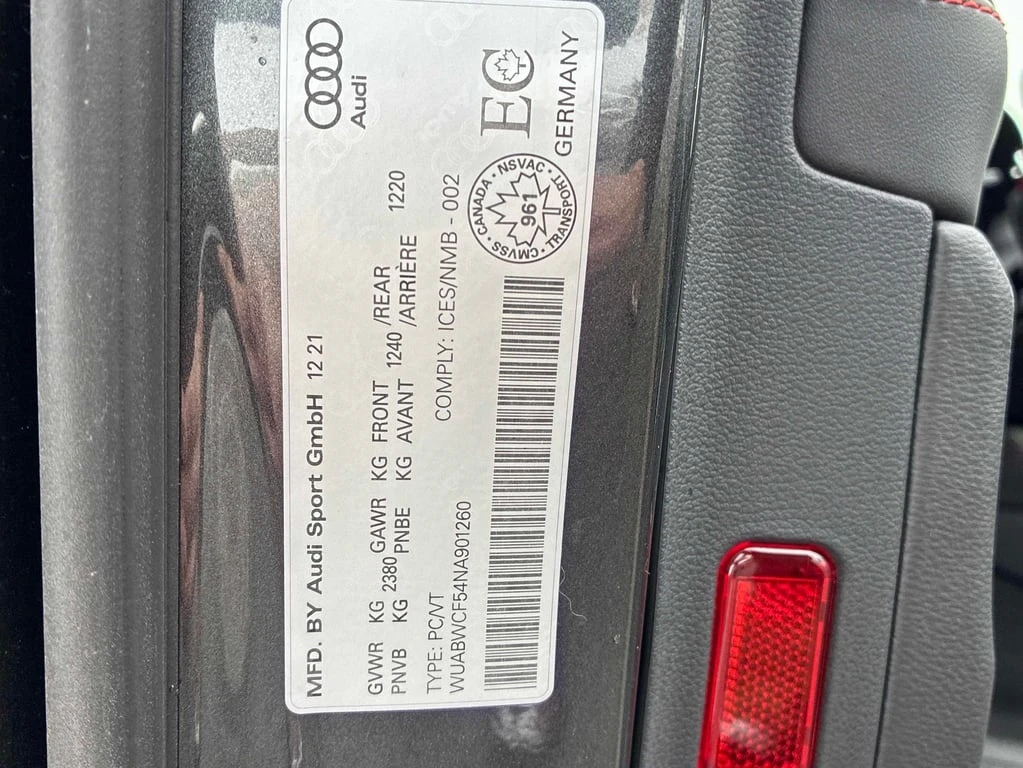 Audi
MFD. BY Audi Sport GmbH 12 21
GVWR KG 2380 GAWR KG FRONT 1240 /REAR 1220
PNVB KG PNBE KG AVANT /ARRIÈRE
TYPE: PC/VT
COMPLY: ICES/NMB - 002
WUABWCF54NA901260
CMVSS · CANADA · NSVAC · TRANSPORT
961
EC
GERMANY